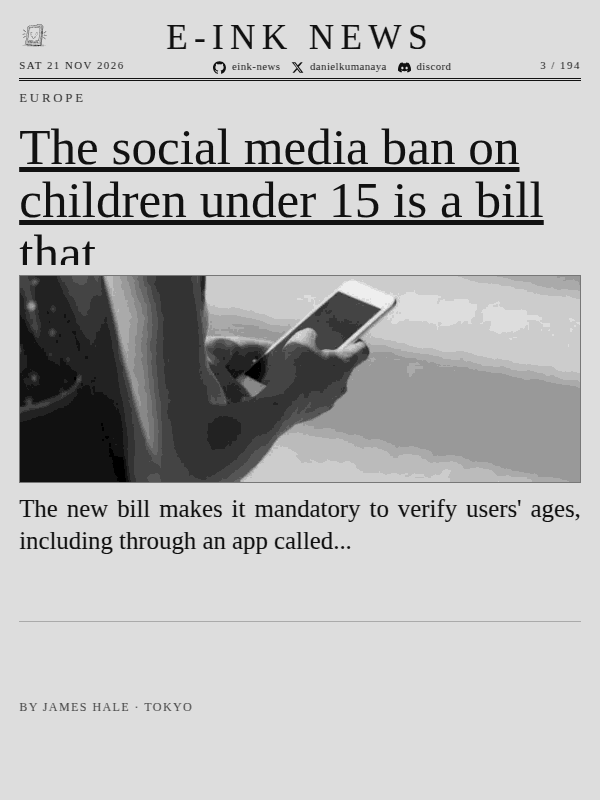 E-INK NEWS
SAT 21 NOV 2026
eink-news danielkumanaya discord
3 / 194
EUROPE
The social media ban on
children under 15 is a bill
that
The new bill makes it mandatory to verify users' ages,
including through an app called...
BY JAMES HALE · TOKYO